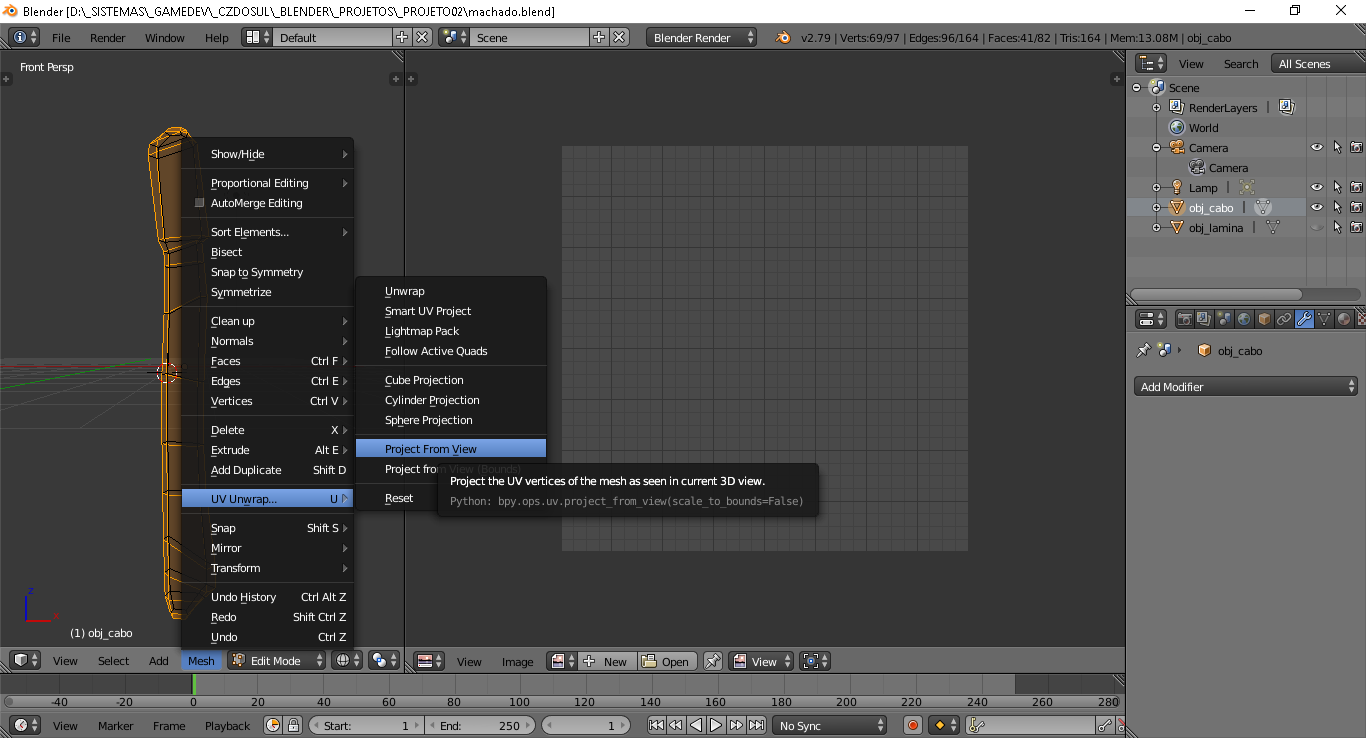 Blender [D:\_SISTEMAS\_GAMEDEV\_CZDOSUL\_BLENDER\_PROJETOS\_PROJETO02\machado.blend]
File Render Window Help Default Scene Blender Render v2.79 | Verts:69/97 | Edges:96/164 | Faces:41/82 | Tris:164 | Mem:13.08M | obj_cabo
Front Persp
View Search All Scenes
Scene
RenderLayers
World
Camera
Camera
Lamp
obj_cabo
obj_lamina
obj_cabo
Add Modifier
Show/Hide
Proportional Editing
AutoMerge Editing
Sort Elements...
Bisect
Snap to Symmetry
Symmetrize
Clean up
Normals
Faces Ctrl F
Edges Ctrl E
Vertices Ctrl V
Delete X
Extrude Alt E
Add Duplicate Shift D
UV Unwrap... U
Snap Shift S
Mirror
Transform
Undo History Ctrl Alt Z
Redo Shift Ctrl Z
Undo Ctrl Z
Unwrap
Smart UV Project
Lightmap Pack
Follow Active Quads
Cube Projection
Cylinder Projection
Sphere Projection
Project From View
Project from View (Bounds)
Reset
Project the UV vertices of the mesh as seen in current 3D view.
Python: bpy.ops.uv.project_from_view(scale_to_bounds=False)
z
x
(1) obj_cabo
View Select Add Mesh Edit Mode View Image New Open View
-40 -20 0 20 40 60 80 100 120 140 160 180 200 220 240 260 280
View Marker Frame Playback Start: 1 End: 250 1 No Sync